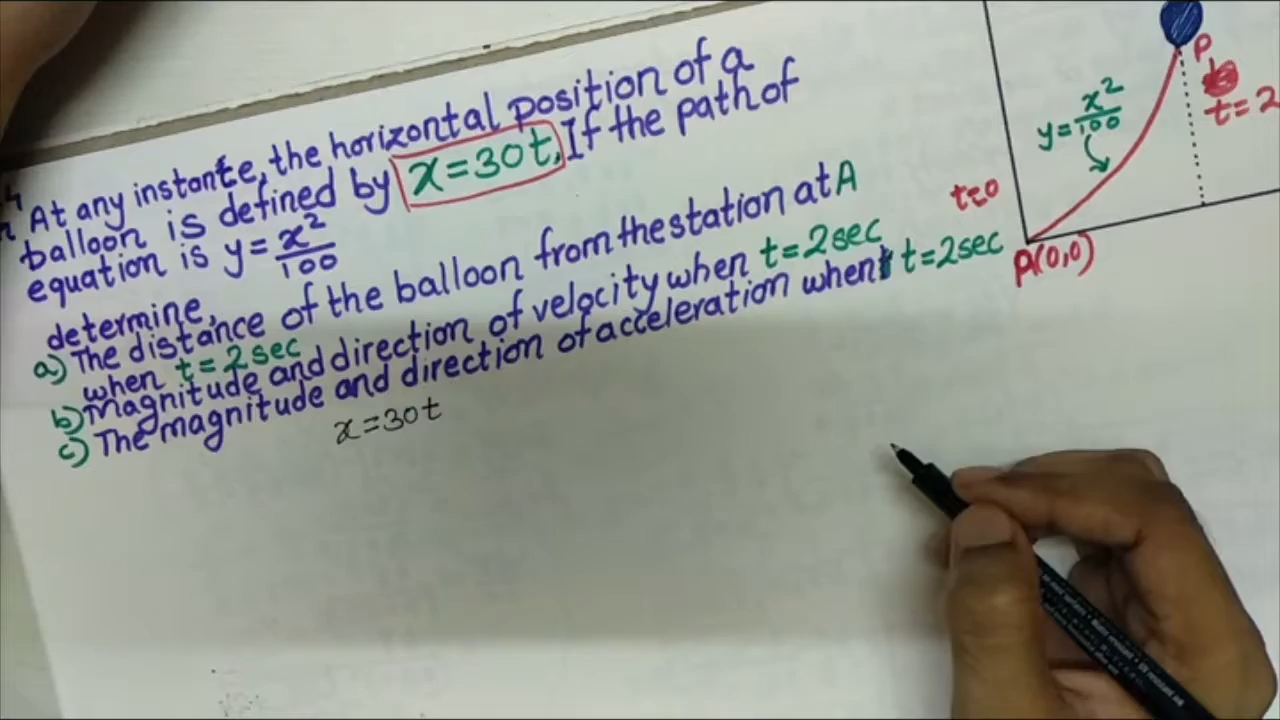 At any instante, the horizontal position of a
balloon is defined by x=30t, If the path of
equation is y = x²/100
determine,
a) The distance of the balloon from the station at A
when t=2sec
b) Magnitude and direction of velocity when t=2sec
c) The magnitude and direction of acceleration when t=2sec
x=30t
P
t=2
y = x²/100
t=0
A(0,0)